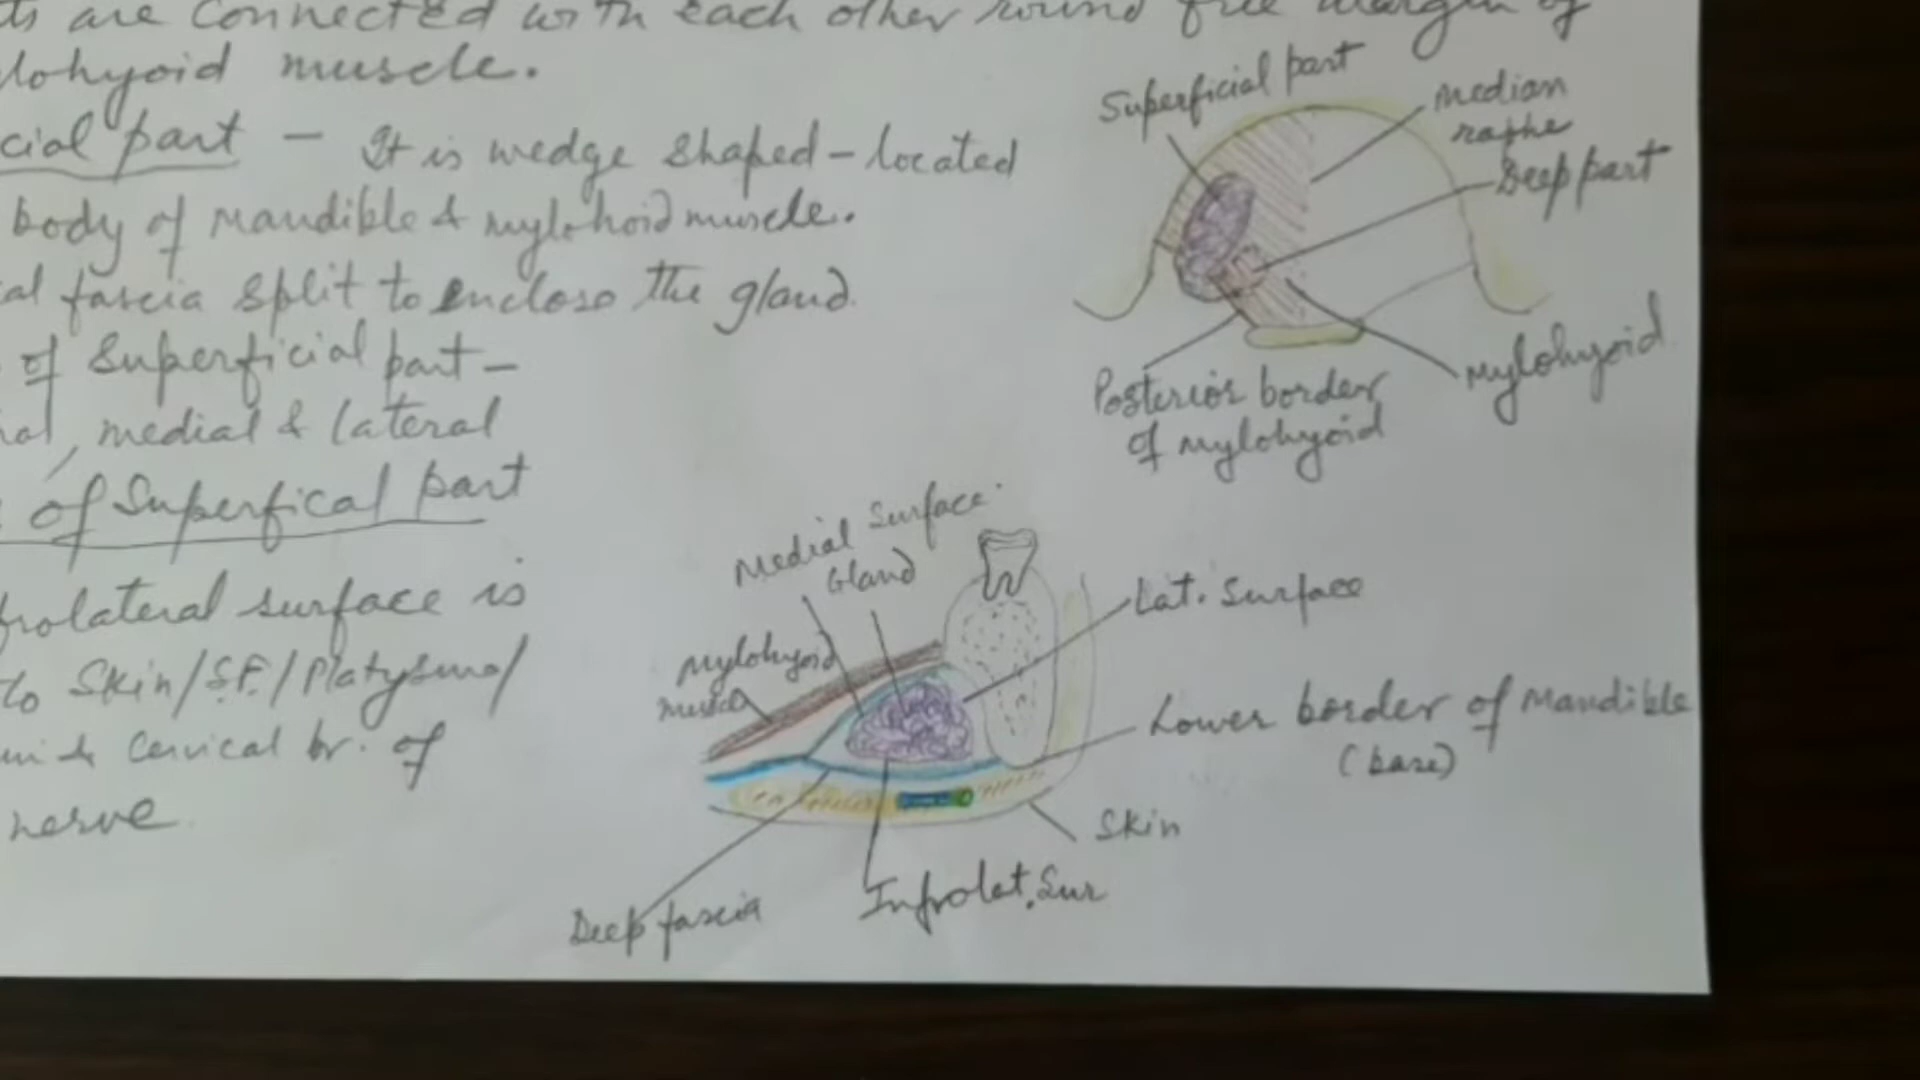 ts are connected with each other round free margin of
lohyoid muscle.
cial part - It is wedge shaped-located
body of mandible & mylohoid muscle.
al fascia split to enclose the gland.
of Superficial part-
nal, medial & lateral
of Superfical part
frolateral surface is
to Skin/S.F./Platysma/
Cervical br. of
nerve
Superficial part
median
raphe
Deep part
Mylohyoid
Posterior border
of mylohyoid
Medial Surface
Gland
Mylohyoid
muscle
Lat. Surface
Lower border of Mandible
(base)
Skin
Infrolat. Sur
Deep fascia